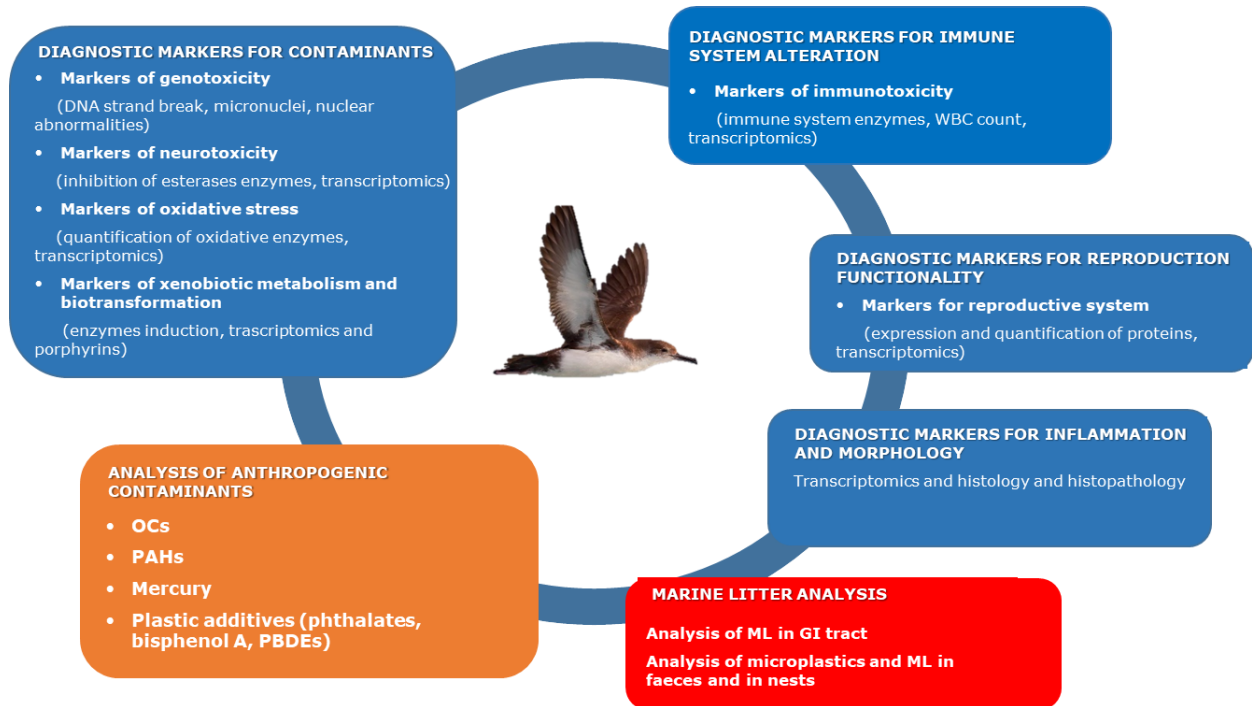 DIAGNOSTIC MARKERS FOR CONTAMINANTS
• Markers of genotoxicity
(DNA strand break, micronuclei, nuclear
abnormalities)
• Markers of neurotoxicity
(inhibition of esterases enzymes, transcriptomics)
• Markers of oxidative stress
(quantification of oxidative enzymes,
transcriptomics)
• Markers of xenobiotic metabolism and
biotransformation
(enzymes induction, trascriptomics and
porphyrins)
DIAGNOSTIC MARKERS FOR IMMUNE
SYSTEM ALTERATION
• Markers of immunotoxicity
(immune system enzymes, WBC count,
transcriptomics)
DIAGNOSTIC MARKERS FOR REPRODUCTION
FUNCTIONALITY
• Markers for reproductive system
(expression and quantification of proteins,
transcriptomics)
DIAGNOSTIC MARKERS FOR INFLAMMATION
AND MORPHOLOGY
Transcriptomics and histology and histopathology
MARINE LITTER ANALYSIS
Analysis of ML in GI tract
Analysis of microplastics and ML in
faeces and in nests
ANALYSIS OF ANTHROPOGENIC
CONTAMINANTS
• OCs
• PAHs
• Mercury
• Plastic additives (phthalates,
bisphenol A, PBDEs)